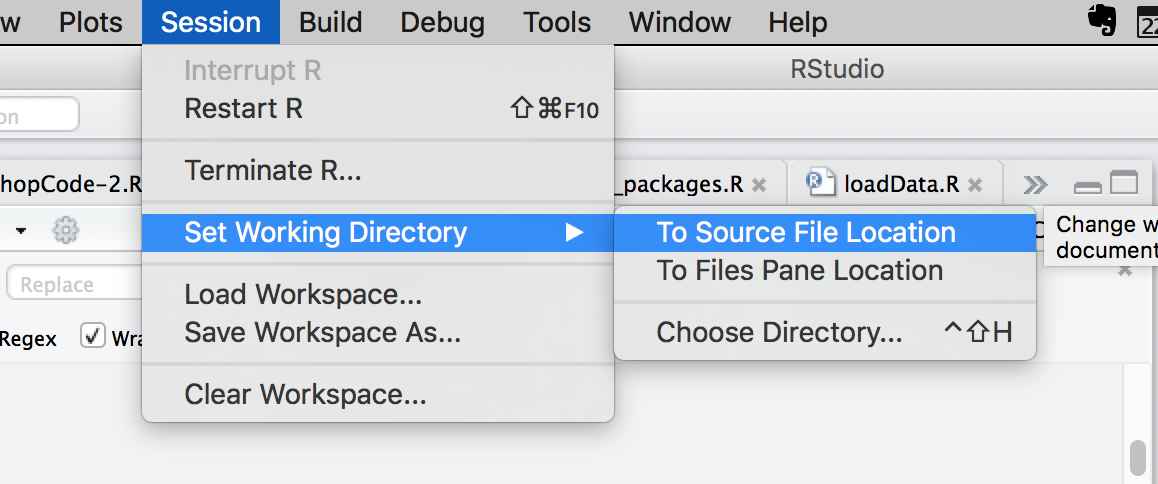 Plots Session Build Debug Tools Window Help
22
Interrupt R
RStudio
Restart R ⇧⌘F10
Terminate R...
hopCode-2.R
_packages.R
loadData.R
Set Working Directory
To Source File Location
Change w
document
To Files Pane Location
Replace
Load Workspace...
Save Workspace As...
Choose Directory... ^⇧H
Regex
Wra
Clear Workspace...